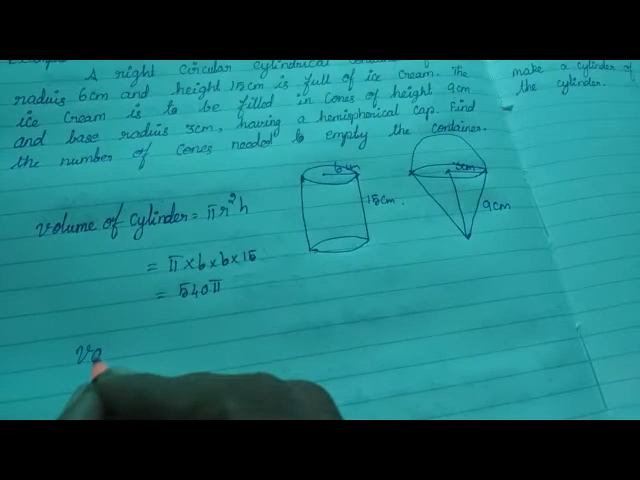 A right circular cylindrical
radius 6cm and height 15cm is full of ice cream. The
ice cream is to be filled in cones of height 9cm
and base radius 3cm, having a hemispherical cap. Find
the number of cones needed to empty the container.
make a cylinder of
the cylinder.
6cm
15cm.
3cm
9cm
Volume of cylinder = πr²h
= π×6×6×15
= 540π
Vo